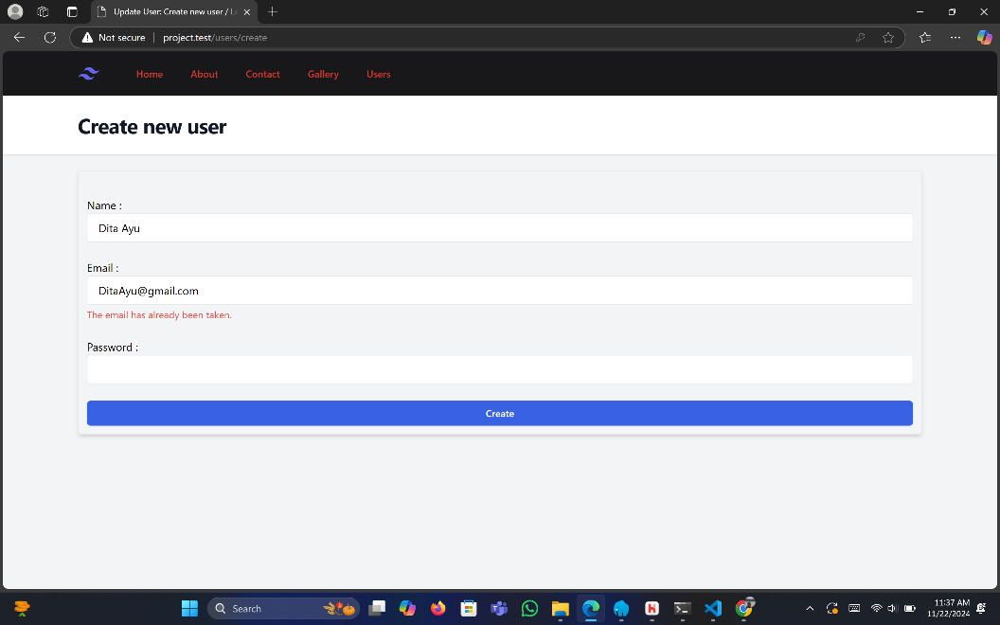 Update User: Create new user / L
Not secure
project.test/users/create
Home
About
Contact
Gallery
Users
Create new user
Name :
Dita Ayu
Email :
DitaAyu@gmail.com
The email has already been taken.
Password :
Create
Search
11:37 AM
11/22/2024